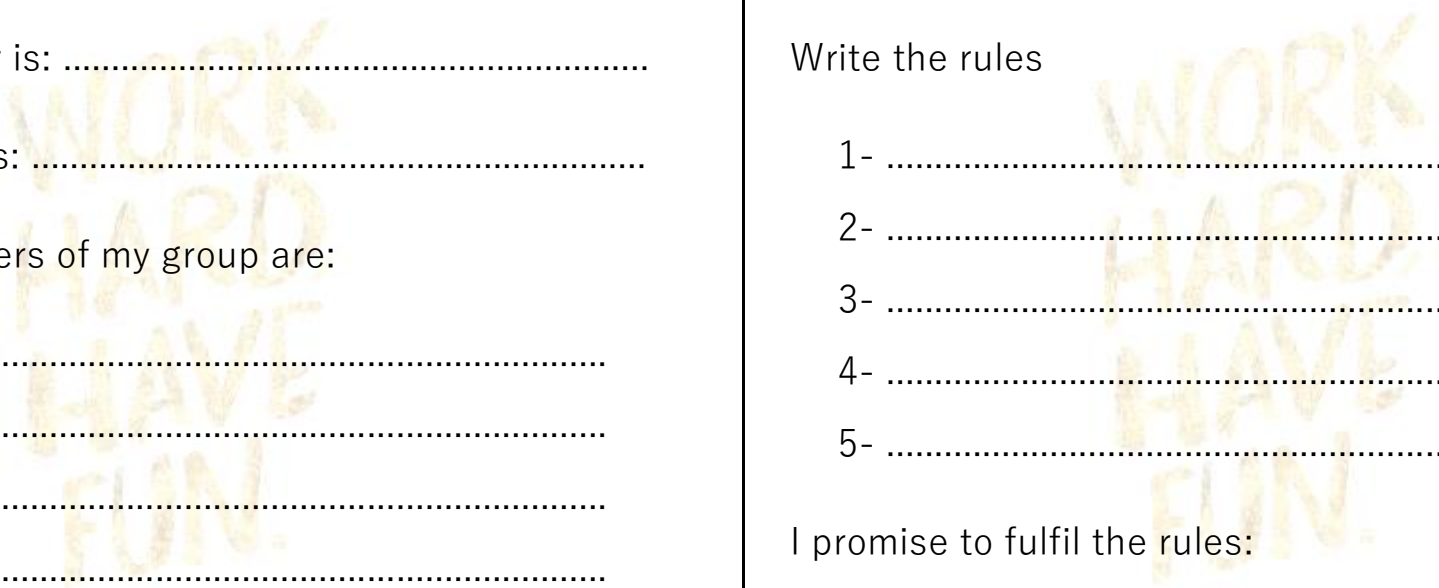 is: ............................................................
s: ...............................................................
ers of my group are:
..............................................................
..............................................................
..............................................................
..............................................................
WORK
HARD
HAVE
FUN.
Write the rules
1- .........................................................
2- .........................................................
3- .........................................................
4- .........................................................
5- .........................................................
I promise to fulfil the rules:
WORK
HARD
HAVE
FUN.